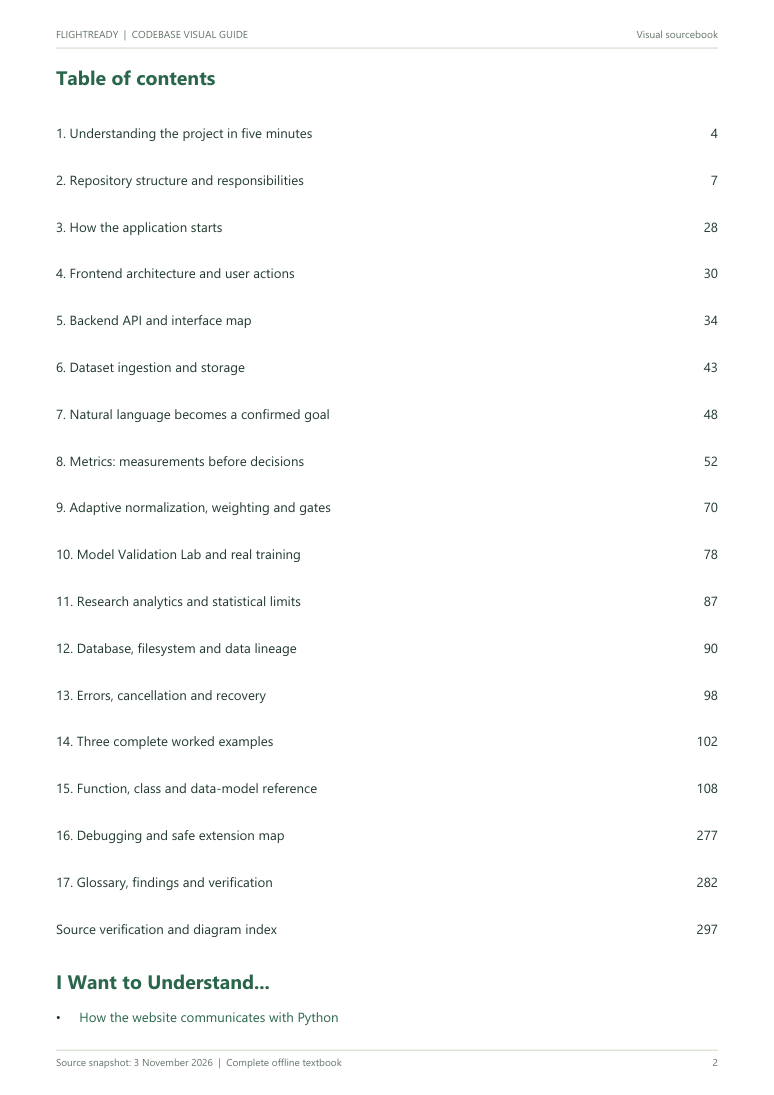 FLIGHTREADY | CODEBASE VISUAL GUIDE Visual sourcebook
Table of contents
1. Understanding the project in five minutes 4
2. Repository structure and responsibilities 7
3. How the application starts 28
4. Frontend architecture and user actions 30
5. Backend API and interface map 34
6. Dataset ingestion and storage 43
7. Natural language becomes a confirmed goal 48
8. Metrics: measurements before decisions 52
9. Adaptive normalization, weighting and gates 70
10. Model Validation Lab and real training 78
11. Research analytics and statistical limits 87
12. Database, filesystem and data lineage 90
13. Errors, cancellation and recovery 98
14. Three complete worked examples 102
15. Function, class and data-model reference 108
16. Debugging and safe extension map 277
17. Glossary, findings and verification 282
Source verification and diagram index 297
I Want to Understand...
• How the website communicates with Python
Source snapshot: 3 November 2026 | Complete offline textbook 2